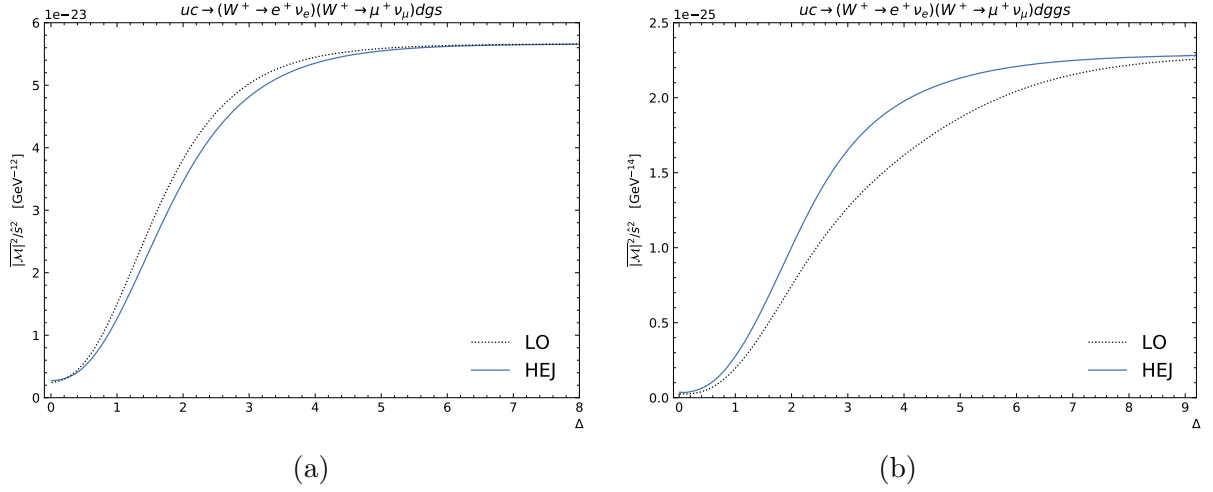 uc → (W⁺ → e⁺ν_e)(W⁺ → μ⁺ν_μ)dgs
1e−23
6
5
4
3
2
1
0
|M|²/ŝ² [GeV⁻¹²]
LO
HEJ
0 1 2 3 4 5 6 7 8
Δ
(a)
uc → (W⁺ → e⁺ν_e)(W⁺ → μ⁺ν_μ)dggs
1e−25
2.5
2.0
1.5
1.0
0.5
0.0
|M|²/ŝ² [GeV⁻¹⁴]
LO
HEJ
0 1 2 3 4 5 6 7 8 9
Δ
(b)